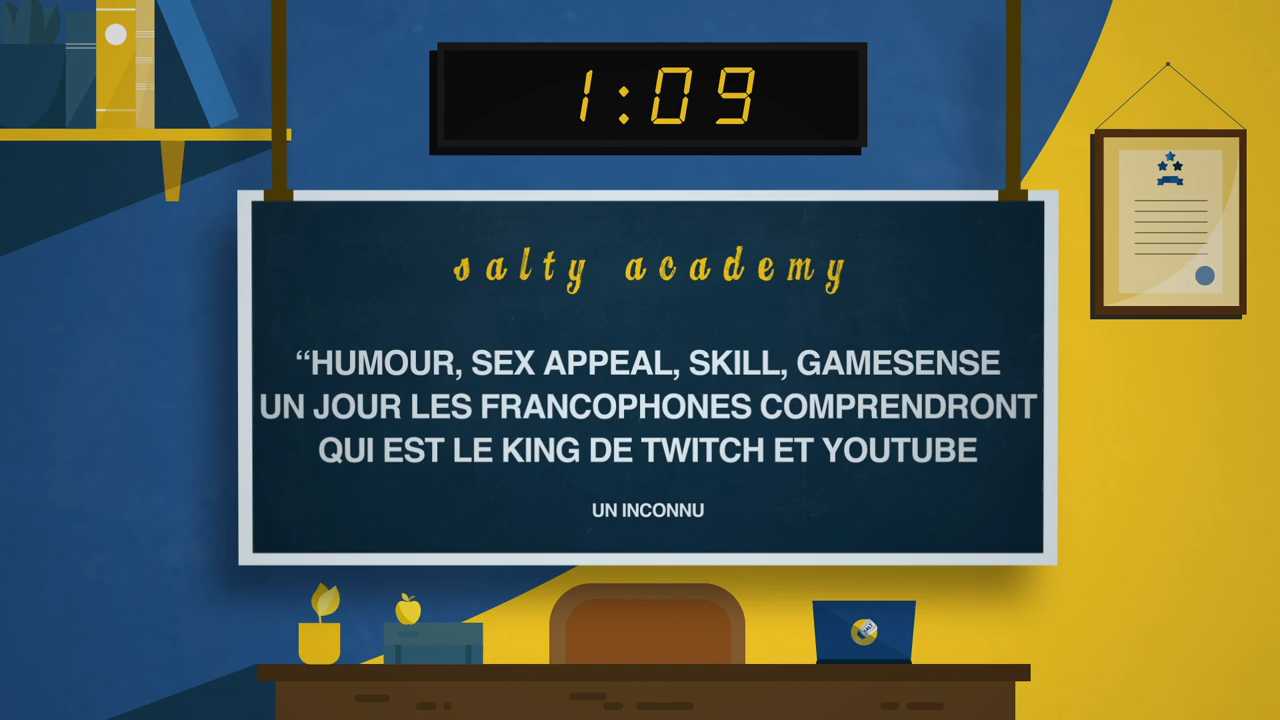 1:09
salty academy
“HUMOUR, SEX APPEAL, SKILL, GAMESENSE
UN JOUR LES FRANCOPHONES COMPRENDRONT
QUI EST LE KING DE TWITCH ET YOUTUBE
UN INCONNU